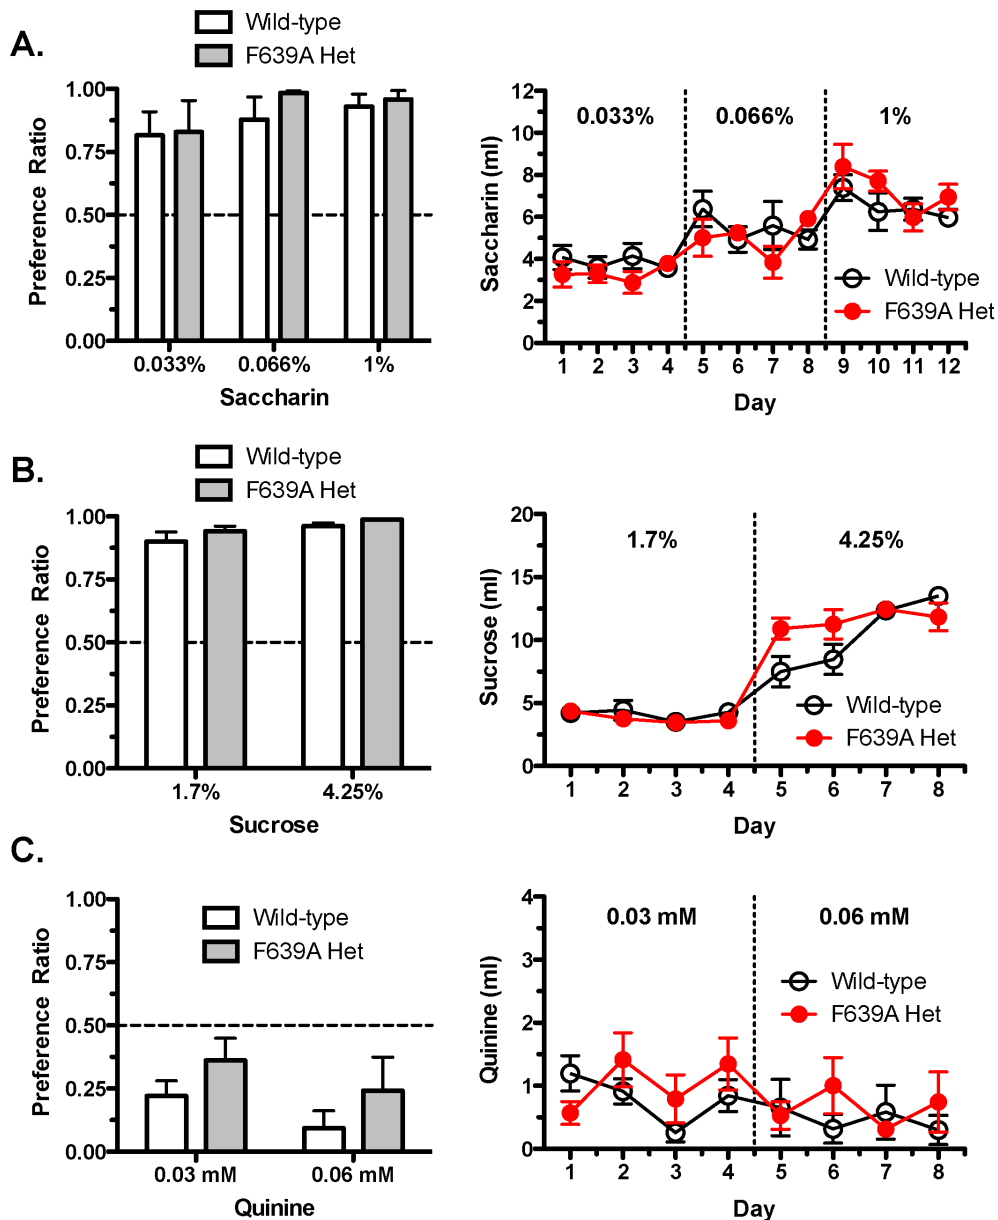 A.
Wild-type
F639A Het
1.00
0.75
0.50
0.25
0.00
Preference Ratio
0.033% 0.066% 1%
Saccharin
12
10
8
6
4
2
0
Saccharin (ml)
0.033% 0.066% 1%
Wild-type
F639A Het
1 2 3 4 5 6 7 8 9 10 11 12
Day
B.
Wild-type
F639A Het
1.00
0.75
0.50
0.25
0.00
Preference Ratio
1.7% 4.25%
Sucrose
20
15
10
5
0
Sucrose (ml)
1.7% 4.25%
Wild-type
F639A Het
1 2 3 4 5 6 7 8
Day
C.
1.00
0.75
0.50
0.25
0.00
Preference Ratio
Wild-type
F639A Het
0.03 mM 0.06 mM
Quinine
4
3
2
1
0
Quinine (ml)
0.03 mM 0.06 mM
Wild-type
F639A Het
1 2 3 4 5 6 7 8
Day